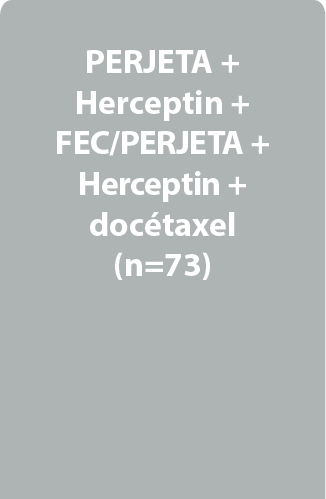 PERJETA +
Herceptin +
FEC/PERJETA +
Herceptin +
docétaxel
(n=73)